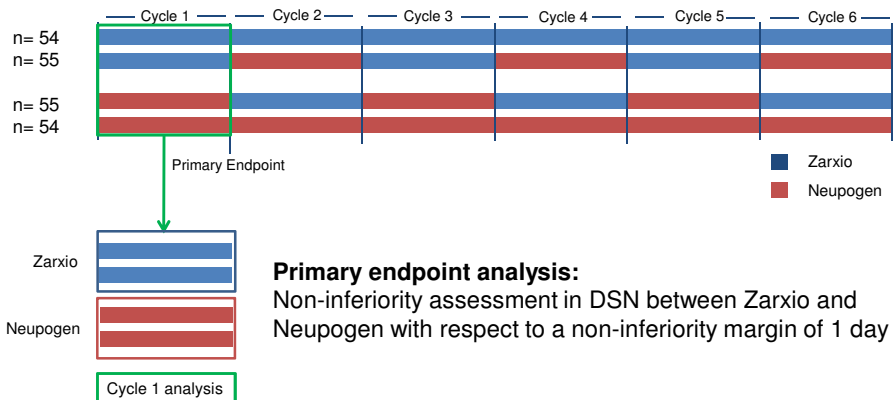 Cycle 1 Cycle 2 Cycle 3 Cycle 4 Cycle 5 Cycle 6
n= 54
n= 55
n= 55
n= 54
Primary Endpoint
Zarxio
Neupogen
Zarxio
Neupogen
Primary endpoint analysis:
Non-inferiority assessment in DSN between Zarxio and
Neupogen with respect to a non-inferiority margin of 1 day
Cycle 1 analysis